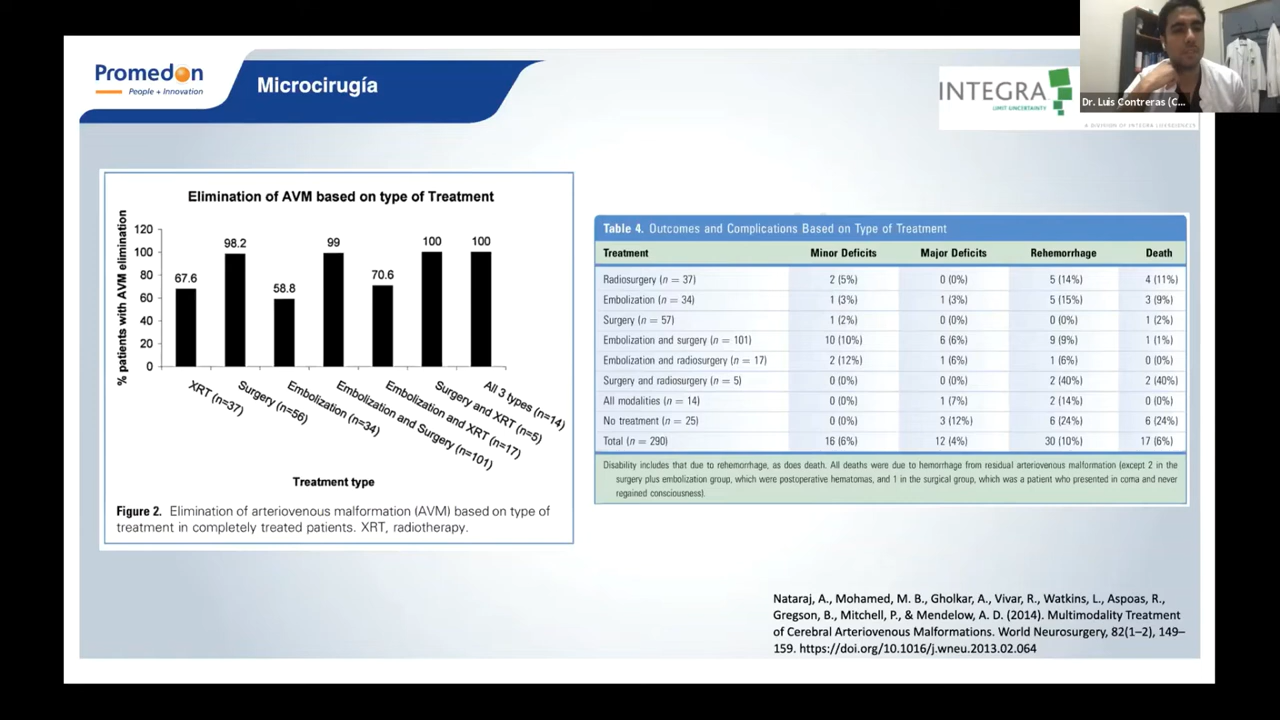 Promedon
People + Innovation
Microcirugía
INTEGRA
LIMIT UNCERTAINTY
A DIVISION OF INTEGRA LIFESCIENCES
Dr. Luis Contreras (C...
Elimination of AVM based on type of Treatment
% patients with AVM elimination
120
100
80
60
40
20
0
67.6
98.2
58.8
99
70.6
100
100
XRT (n=37)
Surgery (n=56)
Embolization (n=34)
Embolization and Surgery (n=101)
Embolization and XRT (n=17)
Surgery and XRT (n=5)
All 3 types (n=14)
Treatment type
Figure 2. Elimination of arteriovenous malformation (AVM) based on type of
treatment in completely treated patients. XRT, radiotherapy.
Table 4. Outcomes and Complications Based on Type of Treatment
Treatment Minor Deficits Major Deficits Rehemorrhage Death
Radiosurgery (n = 37) 2 (5%) 0 (0%) 5 (14%) 4 (11%)
Embolization (n = 34) 1 (3%) 1 (3%) 5 (15%) 3 (9%)
Surgery (n = 57) 1 (2%) 0 (0%) 0 (0%) 1 (2%)
Embolization and surgery (n = 101) 10 (10%) 6 (6%) 9 (9%) 1 (1%)
Embolization and radiosurgery (n = 17) 2 (12%) 1 (6%) 1 (6%) 0 (0%)
Surgery and radiosurgery (n = 5) 0 (0%) 0 (0%) 2 (40%) 2 (40%)
All modalities (n = 14) 0 (0%) 1 (7%) 2 (14%) 0 (0%)
No treatment (n = 25) 0 (0%) 3 (12%) 6 (24%) 6 (24%)
Total (n = 290) 16 (6%) 12 (4%) 30 (10%) 17 (6%)
Disability includes that due to rehemorrhage, as does death. All deaths were due to hemorrhage from residual arteriovenous malformation (except 2 in the
surgery plus embolization group, which were postoperative hematomas, and 1 in the surgical group, which was a patient who presented in coma and never
regained consciousness).
Nataraj, A., Mohamed, M. B., Gholkar, A., Vivar, R., Watkins, L., Aspoas, R.,
Gregson, B., Mitchell, P., & Mendelow, A. D. (2014). Multimodality Treatment
of Cerebral Arteriovenous Malformations. World Neurosurgery, 82(1–2), 149–
159. https://doi.org/10.1016/j.wneu.2013.02.064